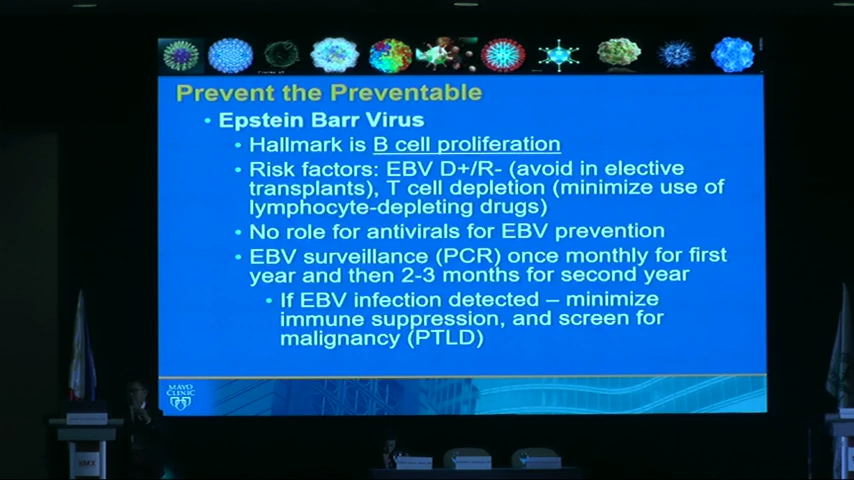 Prevent the Preventable
• Epstein Barr Virus
• Hallmark is B cell proliferation
• Risk factors: EBV D+/R- (avoid in elective
transplants), T cell depletion (minimize use of
lymphocyte-depleting drugs)
• No role for antivirals for EBV prevention
• EBV surveillance (PCR) once monthly for first
year and then 2-3 months for second year
• If EBV infection detected – minimize
immune suppression, and screen for
malignancy (PTLD)
MAYO
CLINIC